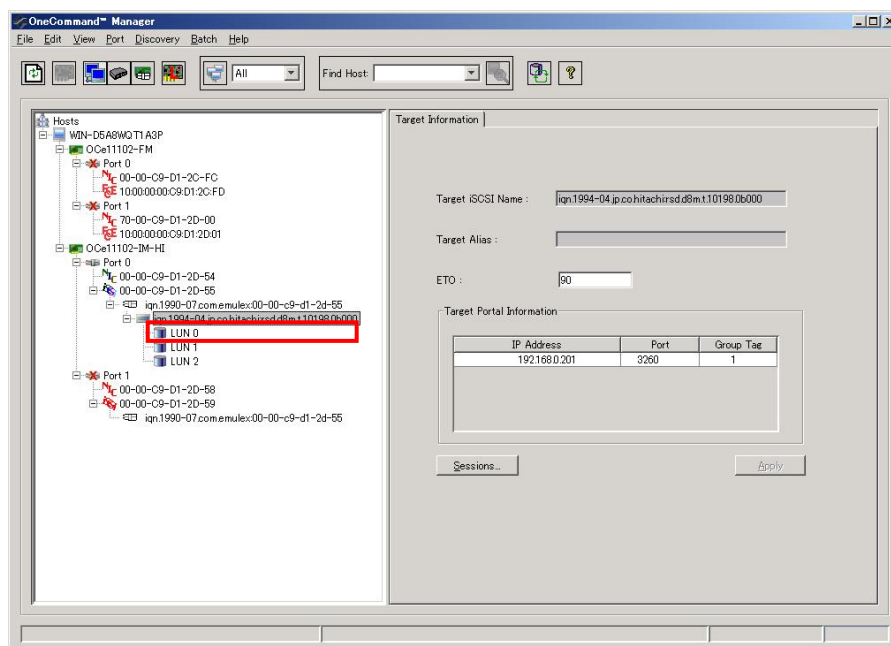 OneCommand™ Manager
File Edit View Port Discovery Batch Help
All
Find Host:
Hosts
WIN-D5A8WQT1A3P
OCe11102-FM
Port 0
NIC 00-00-C9-D1-2C-FC
FCoE 10:00:00:00:C9:D1:2C:FD
Port 1
NIC 70-00-C9-D1-2D-00
FCoE 10:00:00:00:C9:D1:2D:01
OCe11102-IM-HI
Port 0
NIC 00-00-C9-D1-2D-54
00-00-C9-D1-2D-55
iqn.1990-07.com.emulex:00-00-c9-d1-2d-55
iqn.1994-04.jp.co.hitachi:rsd.d8m.t.10198.0b000
LUN 0
LUN 1
LUN 2
Port 1
NIC 00-00-C9-D1-2D-58
00-00-C9-D1-2D-59
iqn.1990-07.com.emulex:00-00-c9-d1-2d-55
Target Information
Target iSCSI Name : iqn.1994-04.jp.co.hitachi:rsd.d8m.t.10198.0b000
Target Alias :
ETO : 90
Target Portal Information
IP Address Port Group Tag
192.168.0.201 3260 1
Sessions... Apply